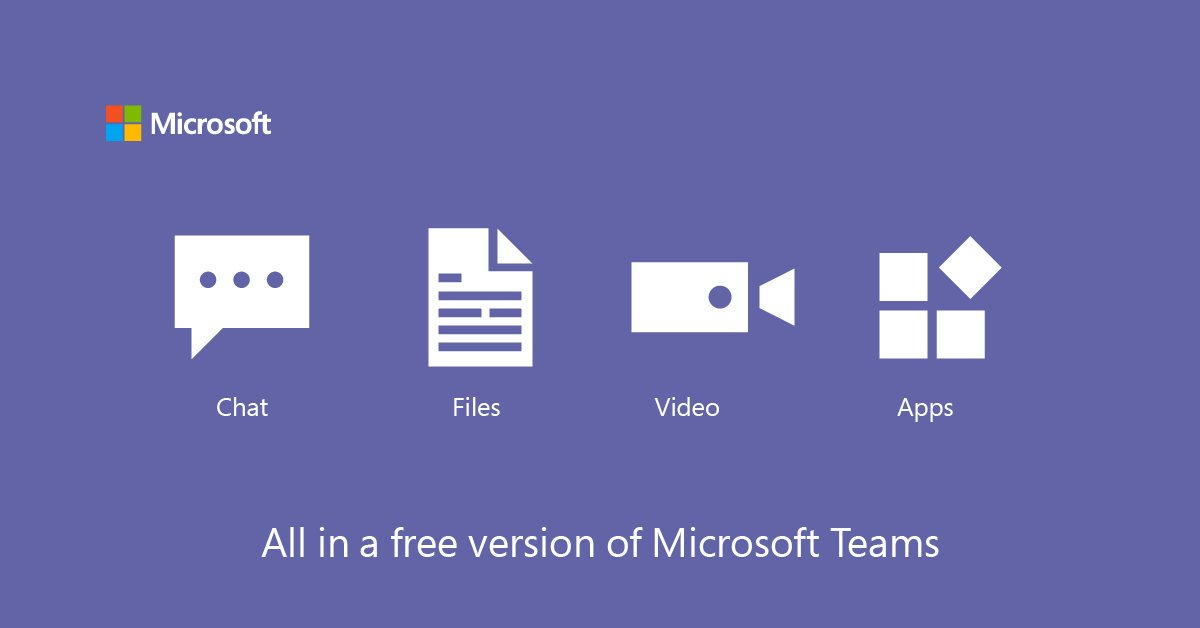 Microsoft
Chat Files Video Apps
All in a free version of Microsoft Teams